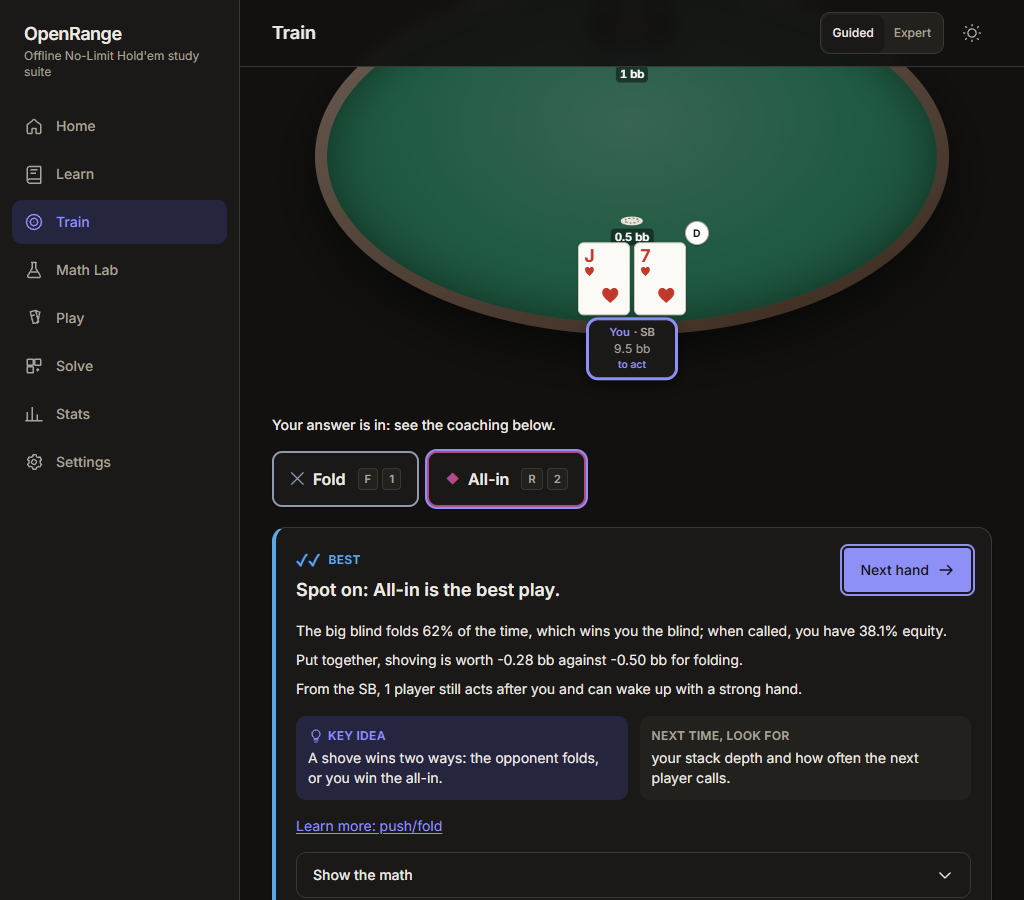 OpenRange
Offline No-Limit Hold'em study
suite
Home
Learn
Train
Math Lab
Play
Solve
Stats
Settings
Train
Guided
Expert
1 bb
0.5 bb
D
J
7
You · SB
9.5 bb
to act
Your answer is in: see the coaching below.
Fold F 1
All-in R 2
BEST
Spot on: All-in is the best play.
Next hand
The big blind folds 62% of the time, which wins you the blind; when called, you have 38.1% equity.
Put together, shoving is worth -0.28 bb against -0.50 bb for folding.
From the SB, 1 player still acts after you and can wake up with a strong hand.
KEY IDEA
A shove wins two ways: the opponent folds,
or you win the all-in.
NEXT TIME, LOOK FOR
your stack depth and how often the next
player calls.
Learn more: push/fold
Show the math